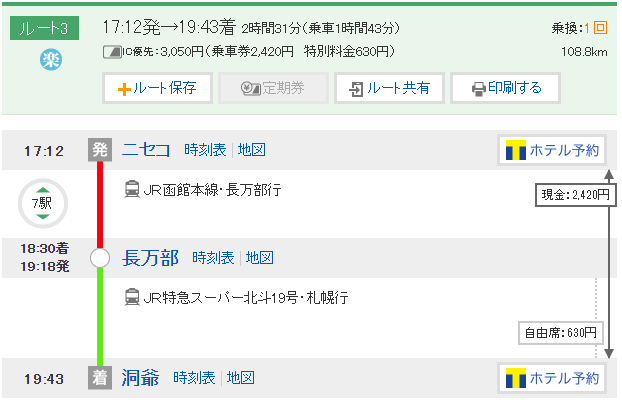 ルート3
17:12発→19:43着 2時間31分(乗車1時間43分)
乗換:1回
楽
IC優先:3,050円(乗車券2,420円 特別料金630円)
108.8km
ルート保存
定期券
ルート共有
印刷する
17:12 発 ニセコ 時刻表 | 地図
ホテル予約
7駅
JR函館本線・長万部行
現金:2,420円
18:30着
19:18発
長万部 時刻表 | 地図
JR特急スーパー北斗19号・札幌行
自由席:630円
19:43 着 洞爺 時刻表 | 地図
ホテル予約